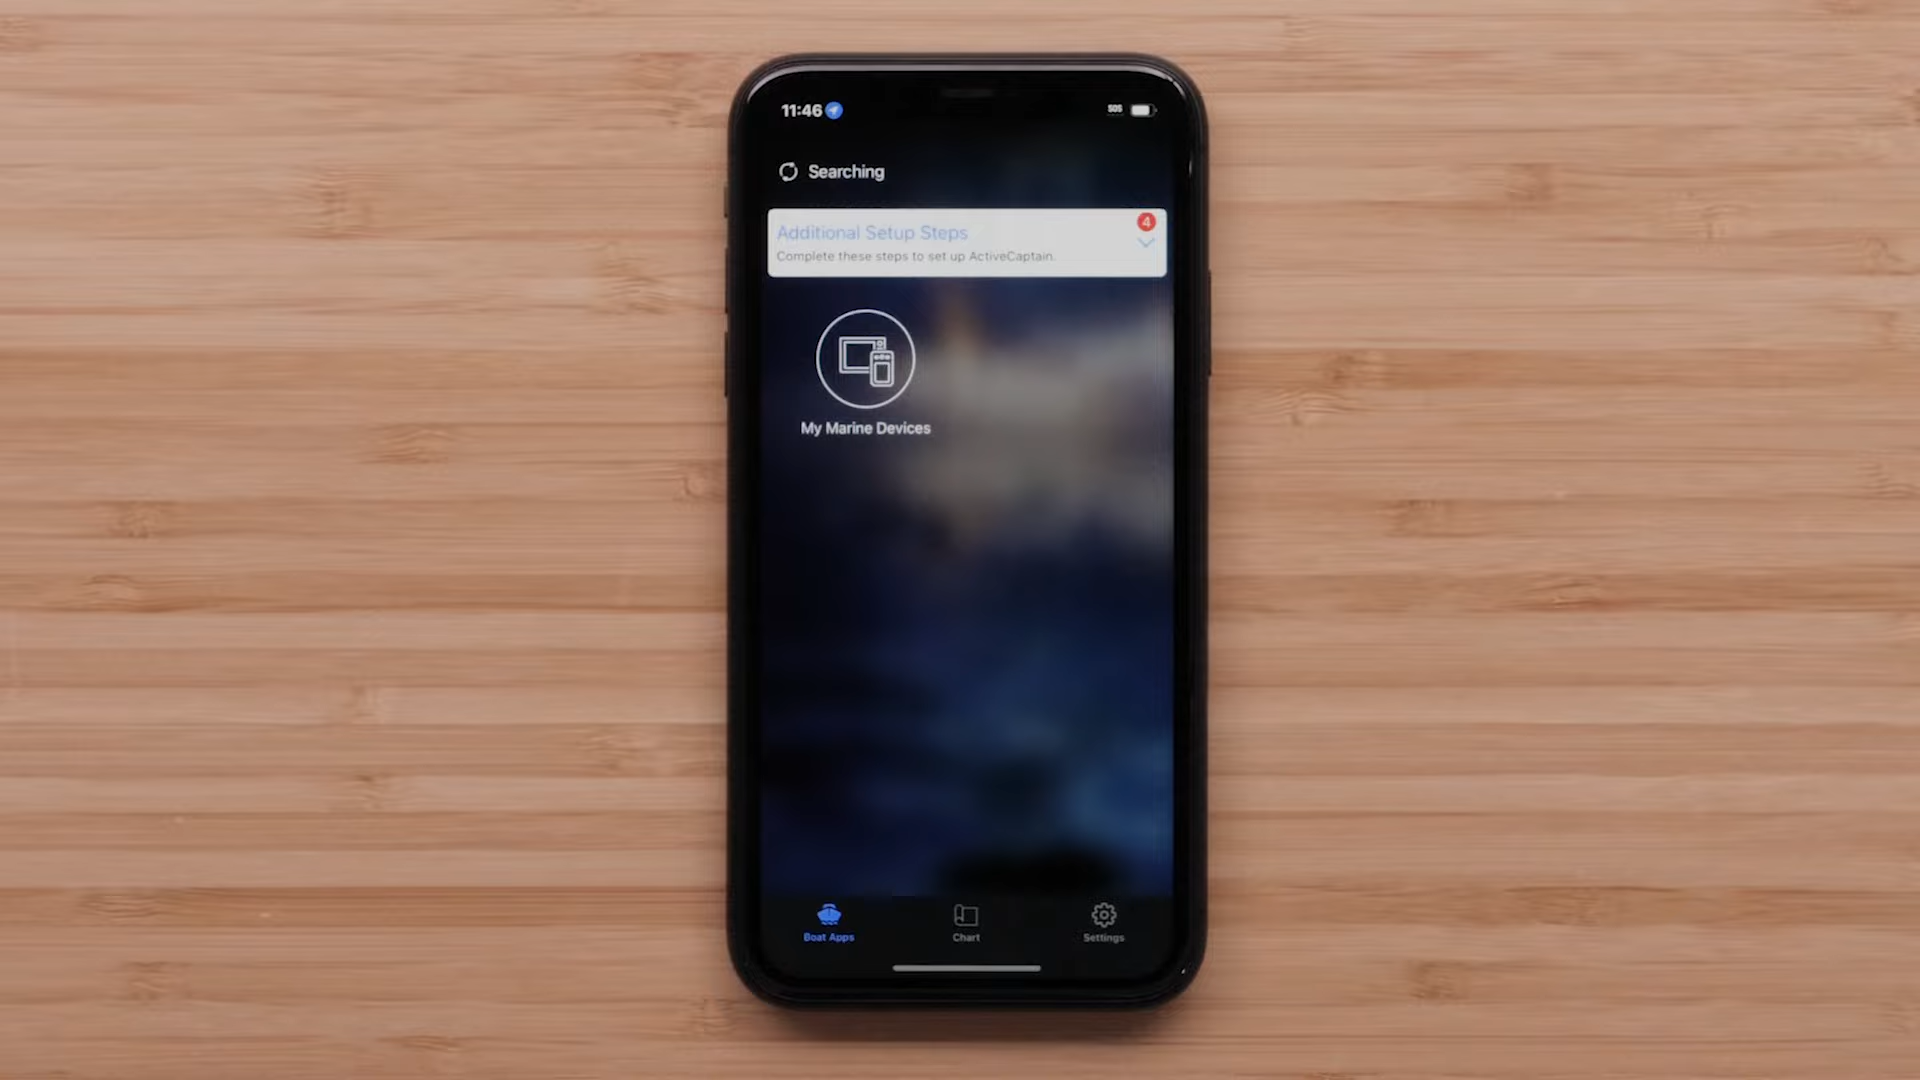 11:46
SOS
Searching
Additional Setup Steps
4
Complete these steps to set up ActiveCaptain.
My Marine Devices
Boat Apps
Chart
Settings